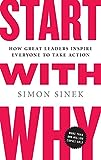 START
WITH
WHY
HOW GREAT LEADERS INSPIRE
EVERYONE TO TAKE ACTION
SIMON SINEK